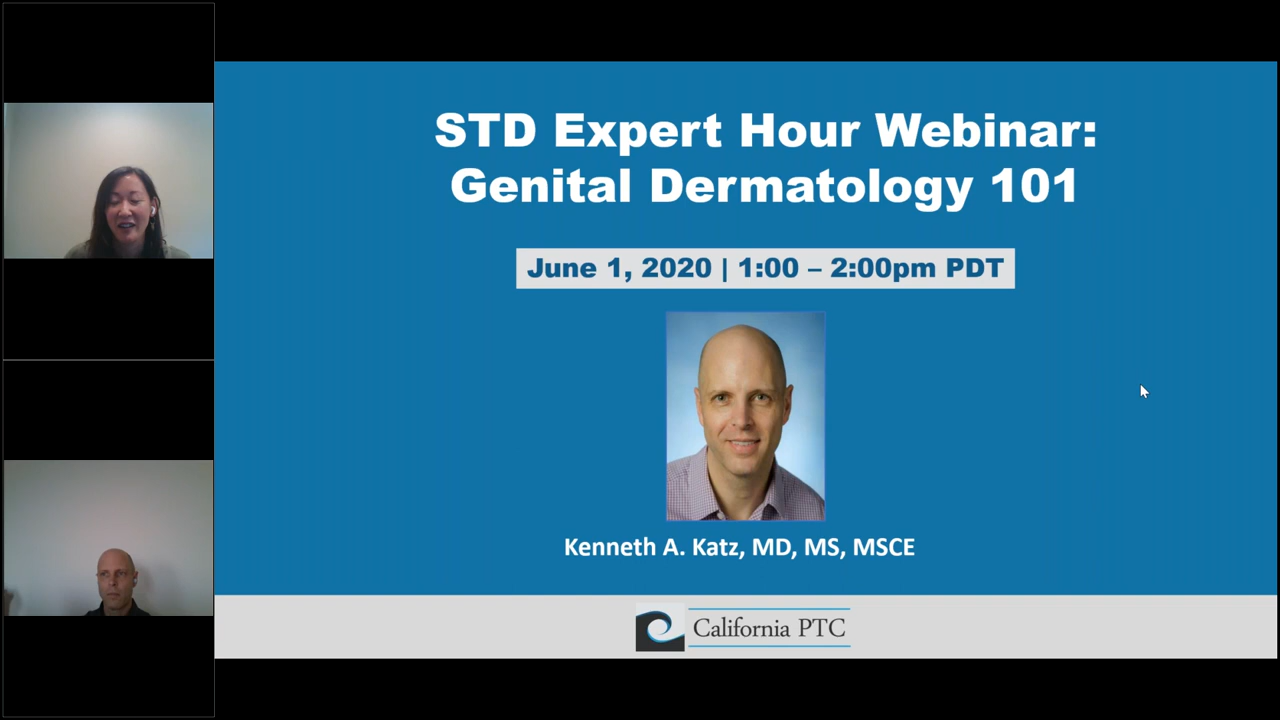 STD Expert Hour Webinar:
Genital Dermatology 101
June 1, 2020 | 1:00 – 2:00pm PDT
Kenneth A. Katz, MD, MS, MSCE
California PTC